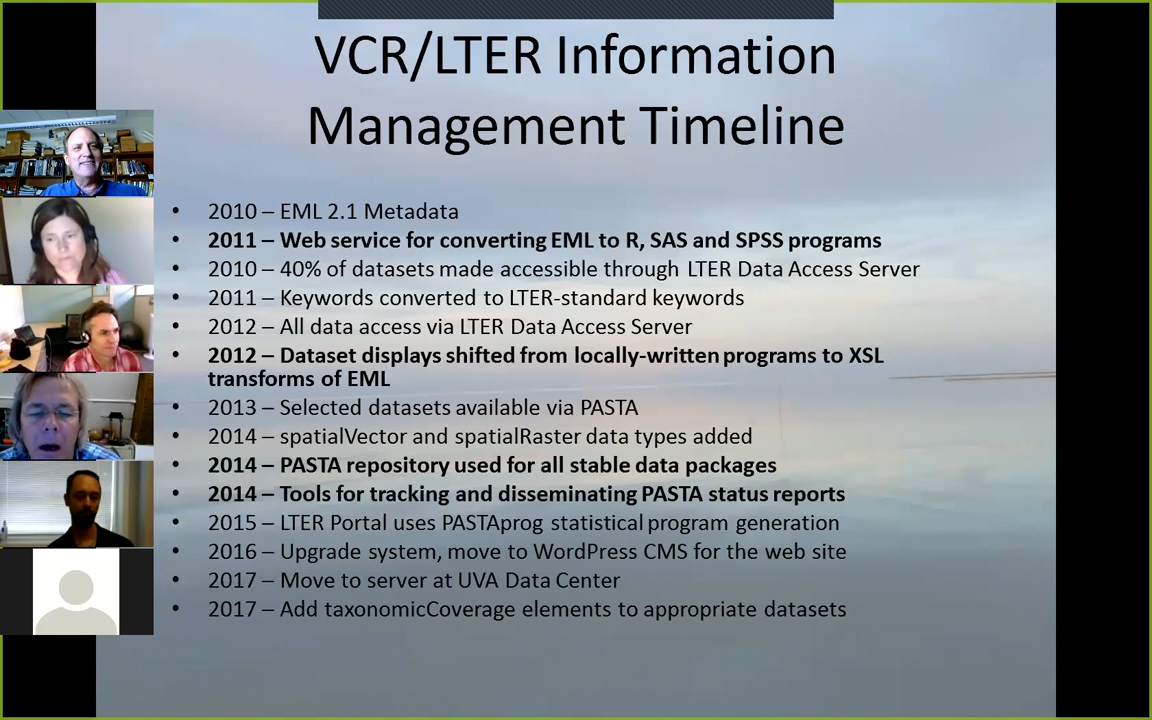 VCR/LTER Information
Management Timeline
• 2010 – EML 2.1 Metadata
• 2011 – Web service for converting EML to R, SAS and SPSS programs
• 2010 – 40% of datasets made accessible through LTER Data Access Server
• 2011 – Keywords converted to LTER-standard keywords
• 2012 – All data access via LTER Data Access Server
• 2012 – Dataset displays shifted from locally-written programs to XSL
transforms of EML
• 2013 – Selected datasets available via PASTA
• 2014 – spatialVector and spatialRaster data types added
• 2014 – PASTA repository used for all stable data packages
• 2014 – Tools for tracking and disseminating PASTA status reports
• 2015 – LTER Portal uses PASTAprog statistical program generation
• 2016 – Upgrade system, move to WordPress CMS for the web site
• 2017 – Move to server at UVA Data Center
• 2017 – Add taxonomicCoverage elements to appropriate datasets